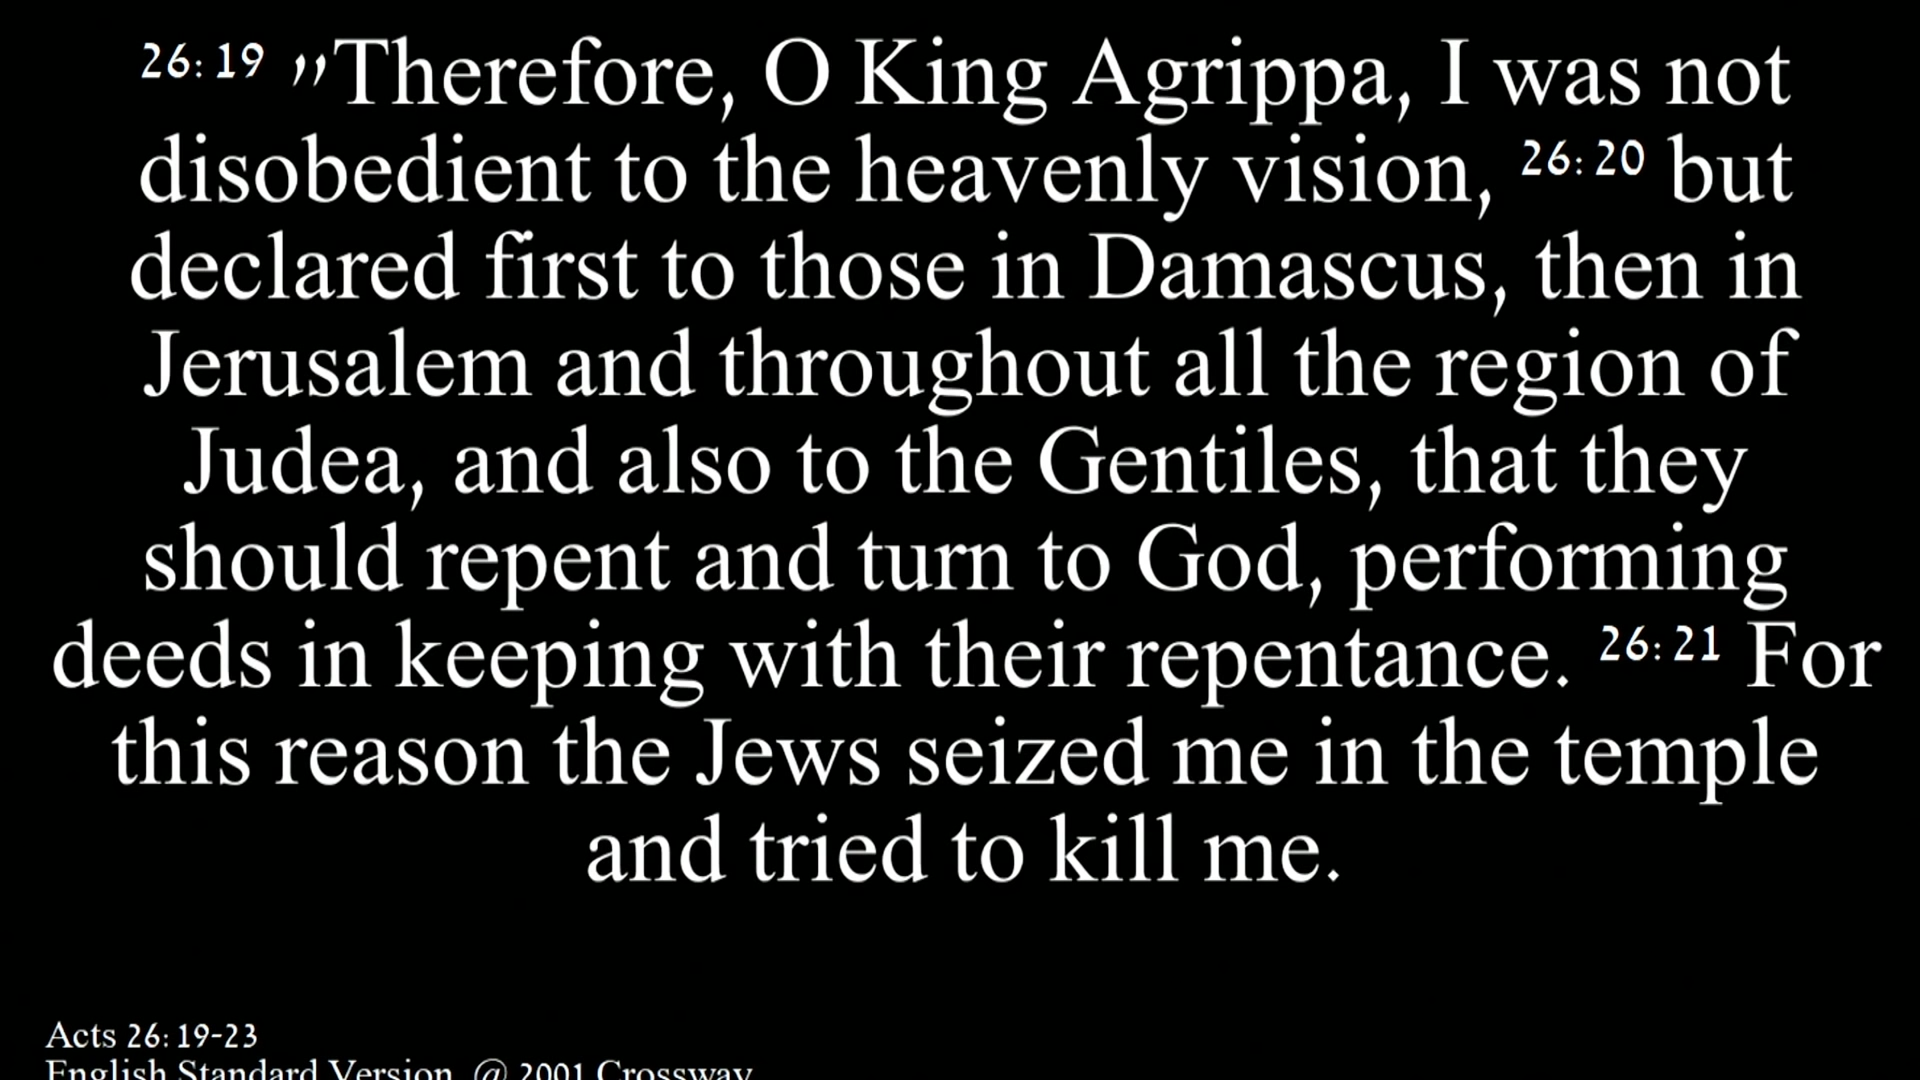 26:19 "Therefore, O King Agrippa, I was not
disobedient to the heavenly vision, 26:20 but
declared first to those in Damascus, then in
Jerusalem and throughout all the region of
Judea, and also to the Gentiles, that they
should repent and turn to God, performing
deeds in keeping with their repentance. 26:21 For
this reason the Jews seized me in the temple
and tried to kill me.
Acts 26:19-23
English Standard Version, @ 2001 Crossway